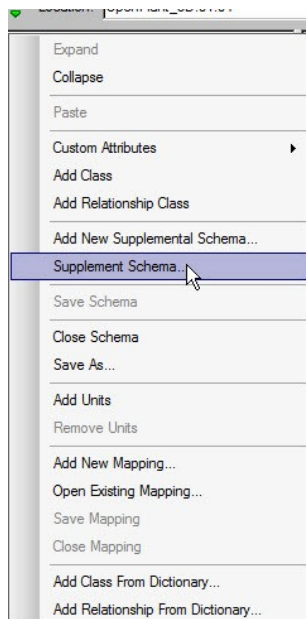 Expand
Collapse
Paste
Custom Attributes
Add Class
Add Relationship Class
Add New Supplemental Schema...
Supplement Schema...
Save Schema
Close Schema
Save As...
Add Units
Remove Units
Add New Mapping...
Open Existing Mapping...
Save Mapping
Close Mapping
Add Class From Dictionary...
Add Relationship From Dictionary...